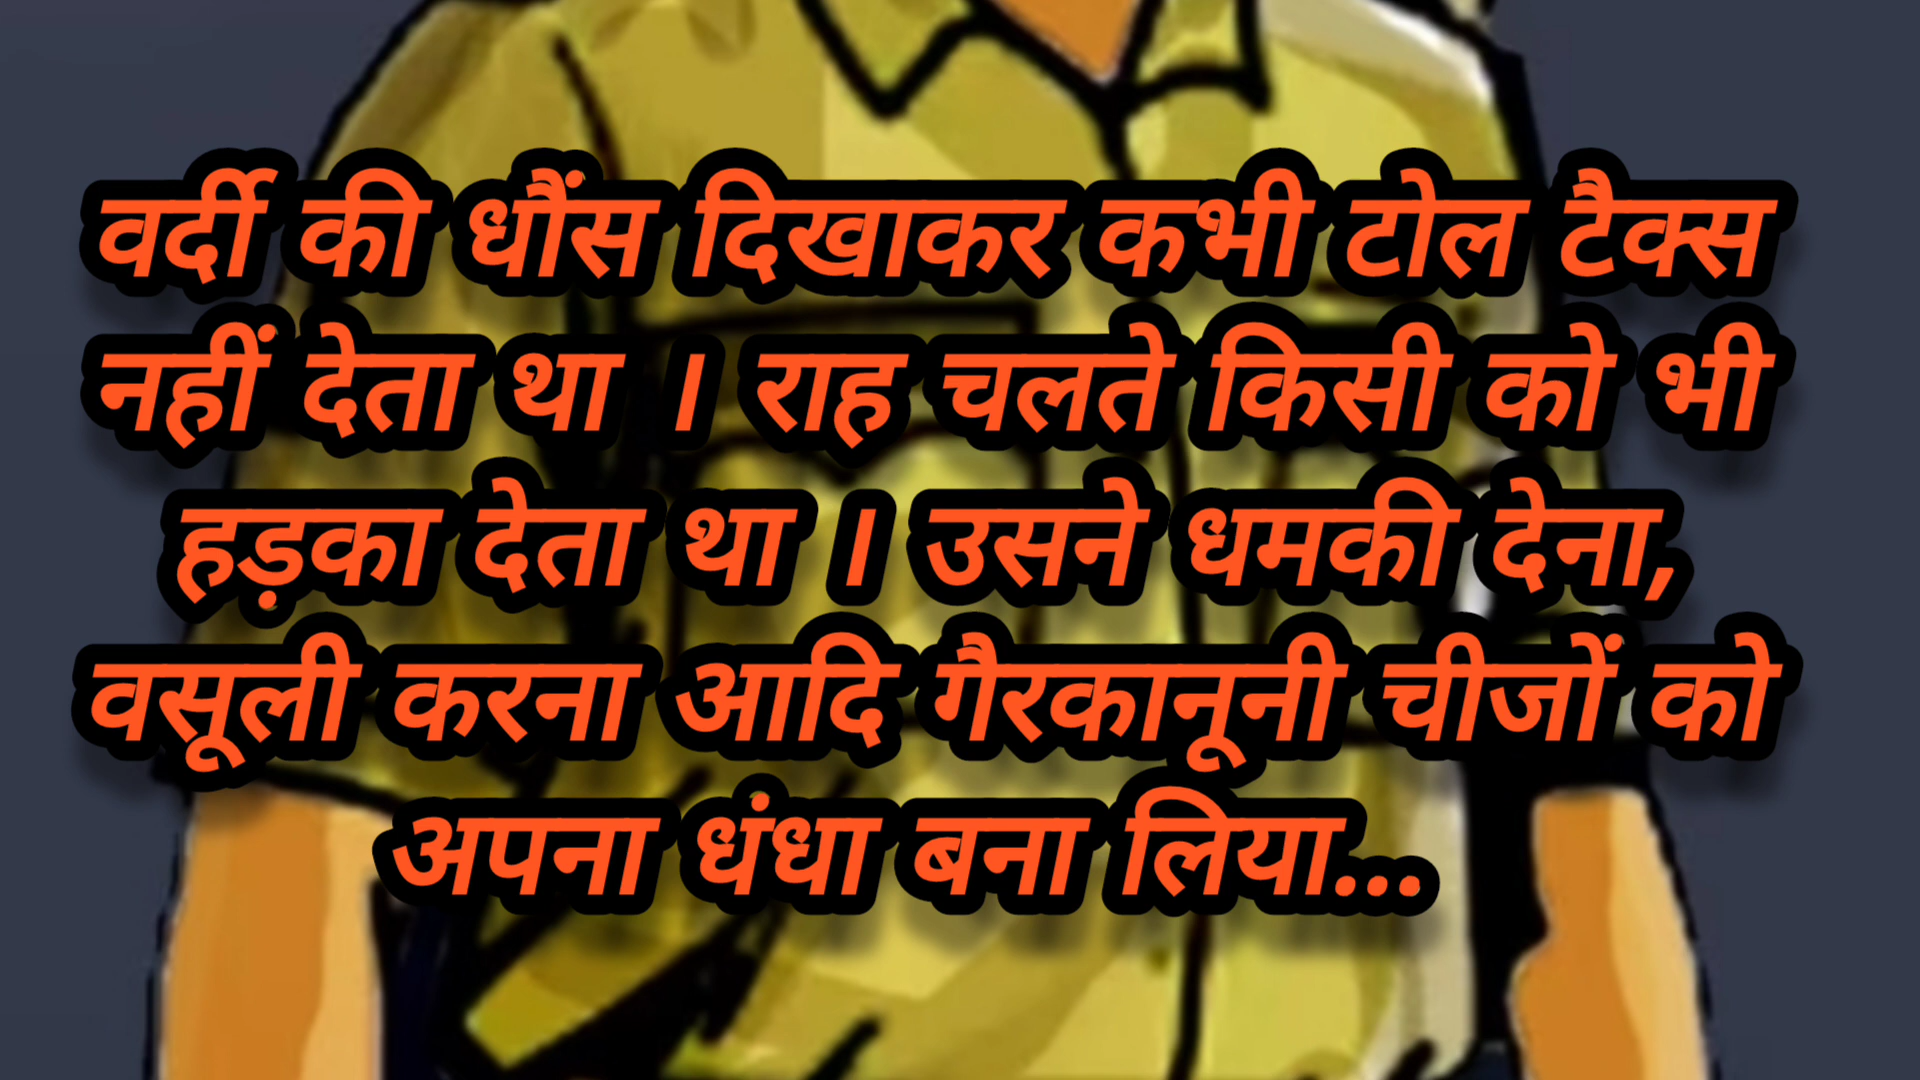 वर्दी की धौंस दिखाकर कभी टोल टैक्स
नहीं देता था । राह चलते किसी को भी
हड़का देता था । उसने धमकी देना,
वसूली करना आदि गैरकानूनी चीजों को
अपना धंधा बना लिया...